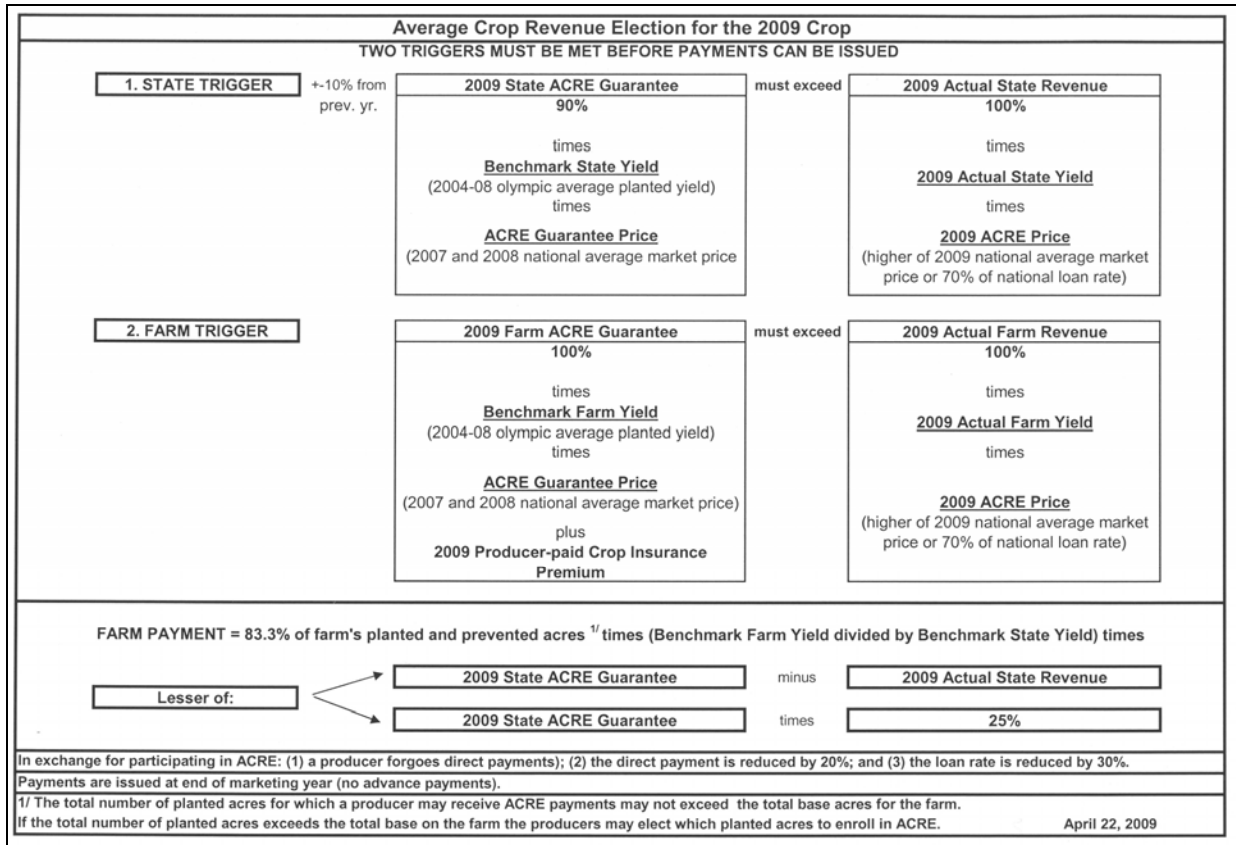 Average Crop Revenue Election for the 2009 Crop
TWO TRIGGERS MUST BE MET BEFORE PAYMENTS CAN BE ISSUED
1. STATE TRIGGER
+-10% from
prev. yr.
2009 State ACRE Guarantee
90%
times
Benchmark State Yield
(2004-08 olympic average planted yield)
times
ACRE Guarantee Price
(2007 and 2008 national average market price
must exceed
2009 Actual State Revenue
100%
times
2009 Actual State Yield
times
2009 ACRE Price
(higher of 2009 national average market
price or 70% of national loan rate)
2. FARM TRIGGER
2009 Farm ACRE Guarantee
100%
times
Benchmark Farm Yield
(2004-08 olympic average planted yield)
times
ACRE Guarantee Price
(2007 and 2008 national average market price)
plus
2009 Producer-paid Crop Insurance
Premium
must exceed
2009 Actual Farm Revenue
100%
times
2009 Actual Farm Yield
times
2009 ACRE Price
(higher of 2009 national average market
price or 70% of national loan rate)
FARM PAYMENT = 83.3% of farm's planted and prevented acres 1/ times (Benchmark Farm Yield divided by Benchmark State Yield) times
Lesser of:
2009 State ACRE Guarantee minus 2009 Actual State Revenue
2009 State ACRE Guarantee times 25%
In exchange for participating in ACRE: (1) a producer forgoes direct payments); (2) the direct payment is reduced by 20%; and (3) the loan rate is reduced by 30%.
Payments are issued at end of marketing year (no advance payments).
1/ The total number of planted acres for which a producer may receive ACRE payments may not exceed the total base acres for the farm.
If the total number of planted acres exceeds the total base on the farm the producers may elect which planted acres to enroll in ACRE. April 22, 2009